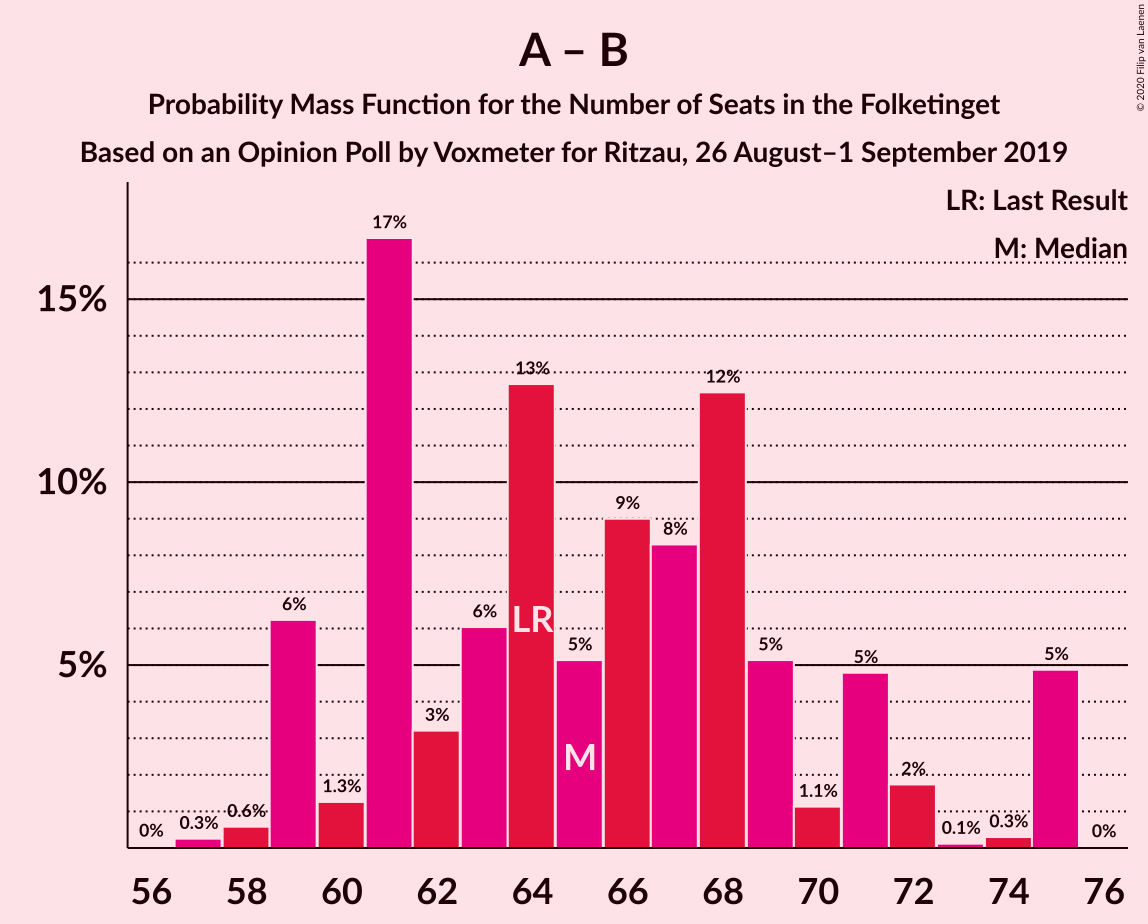 A – B
Probability Mass Function for the Number of Seats in the Folketinget
Based on an Opinion Poll by Voxmeter for Ritzau, 26 August–1 September 2019
© 2020 Filip van Laenen
LR: Last Result
M: Median
15%
10%
5%
0%
0.3%
0.6%
6%
1.3%
17%
3%
6%
13%
5%
9%
8%
12%
5%
1.1%
5%
2%
0.1%
0.3%
5%
0%
LR
M
56 58 60 62 64 66 68 70 72 74 76